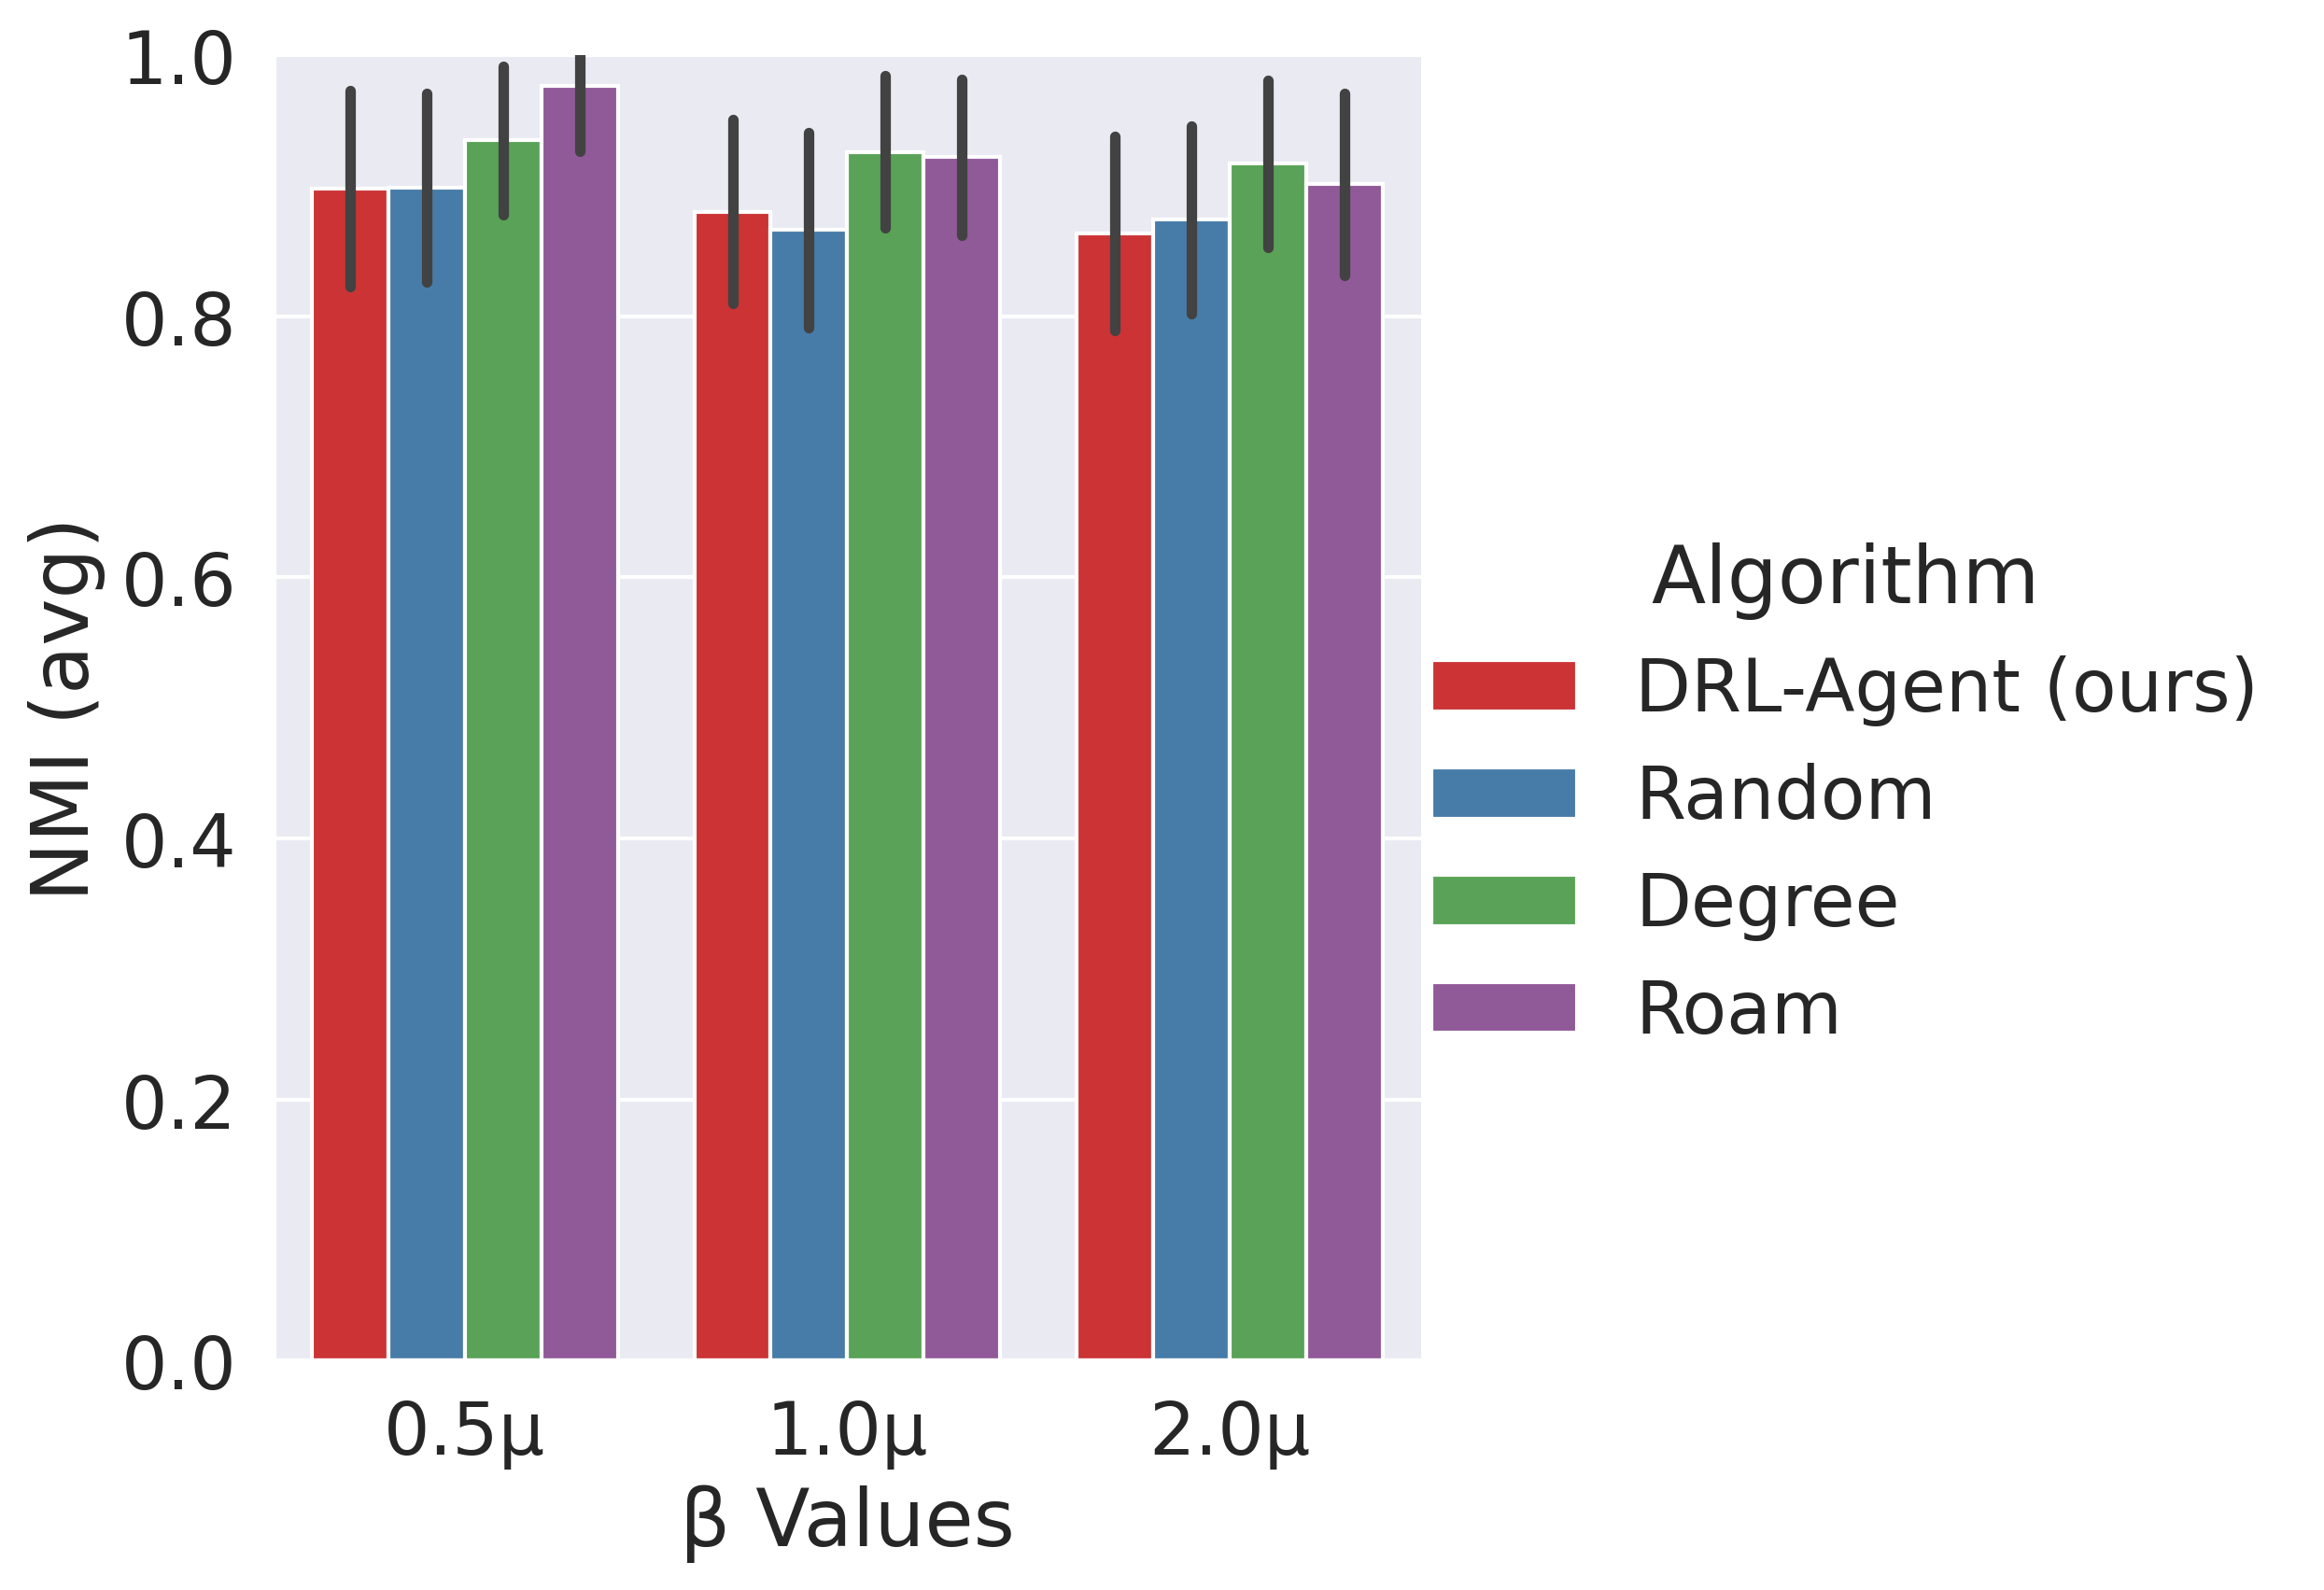 1.0
0.8
0.6
0.4
0.2
0.0
NMI (avg)
0.5μ 1.0μ 2.0μ
β Values
Algorithm
DRL-Agent (ours)
Random
Degree
Roam